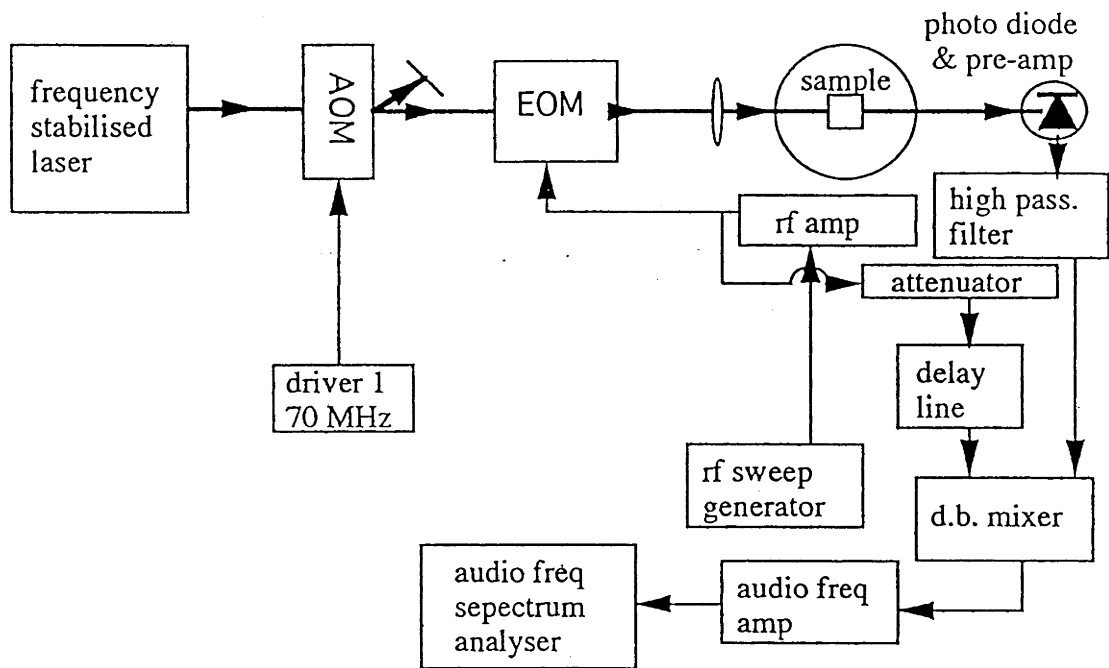 photo diode
& pre-amp
frequency
stabilised
laser
AOM
EOM
sample
high pass.
filter
rf amp
attenuator
driver 1
70 MHz
delay
line
rf sweep
generator
d.b. mixer
audio freq
sepectrum
analyser
audio freq
amp